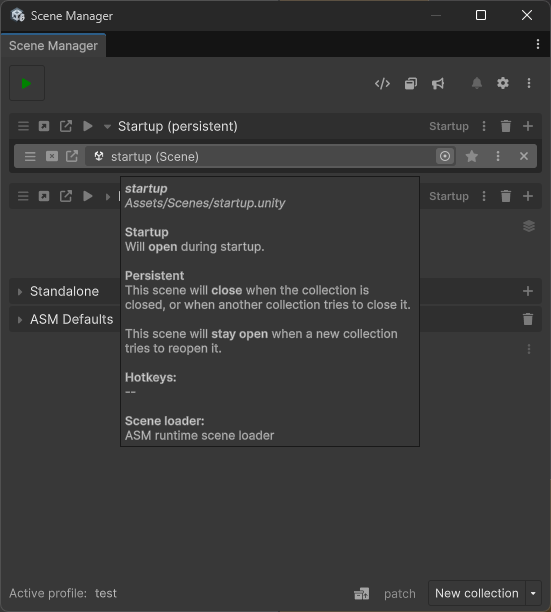 Scene Manager
Scene Manager
Startup (persistent)
Startup
startup (Scene)
Startup
startup
Assets/Scenes/startup.unity
Startup
Will open during startup.
Persistent
This scene will close when the collection is
closed, or when another collection tries to close it.
This scene will stay open when a new collection
tries to reopen it.
Hotkeys:
--
Scene loader:
ASM runtime scene loader
Standalone
ASM Defaults
Active profile: test
patch
New collection